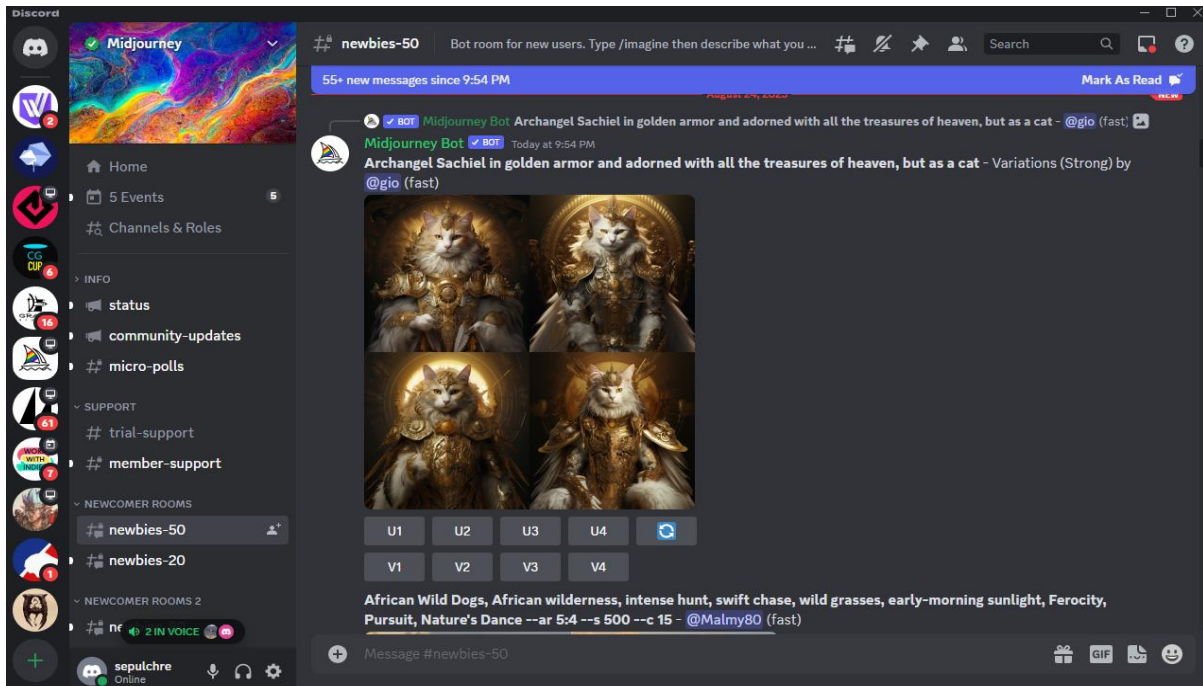 Discord
Midjourney
newbies-50
Bot room for new users. Type /imagine then describe what you ...
Search
55+ new messages since 9:54 PM
Mark As Read
August 24, 2023
NEW
BOT Midjourney Bot Archangel Sachiel in golden armor and adorned with all the treasures of heaven, but as a cat - @gio (fast)
Midjourney Bot BOT Today at 9:54 PM
Archangel Sachiel in golden armor and adorned with all the treasures of heaven, but as a cat - Variations (Strong) by
@gio (fast)
U1
U2
U3
U4
V1
V2
V3
V4
African Wild Dogs, African wilderness, intense hunt, swift chase, wild grasses, early-morning sunlight, Ferocity,
Pursuit, Nature's Dance --ar 5:4 --s 500 --c 15 - @Malmy80 (fast)
Message #newbies-50
GIF
Home
5 Events
5
Channels & Roles
INFO
status
community-updates
micro-polls
SUPPORT
trial-support
member-support
NEWCOMER ROOMS
newbies-50
newbies-20
NEWCOMER ROOMS 2
2 IN VOICE
sepulchre
Online
2
CG
CUP
6
16
61
WITH
7
1